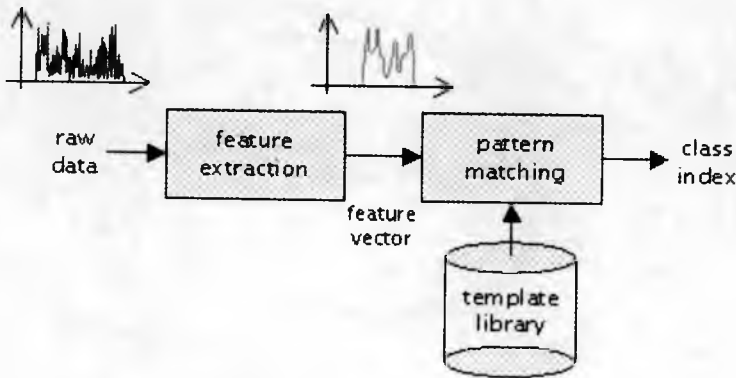 raw
data
feature
extraction
feature
vector
pattern
matching
class
index
template
library